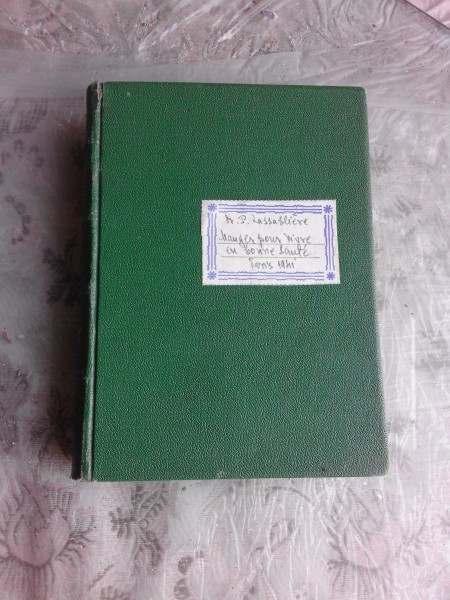 Dr. P. Lassablière
Manger pour vivre
en bonne santé
Paris 1941